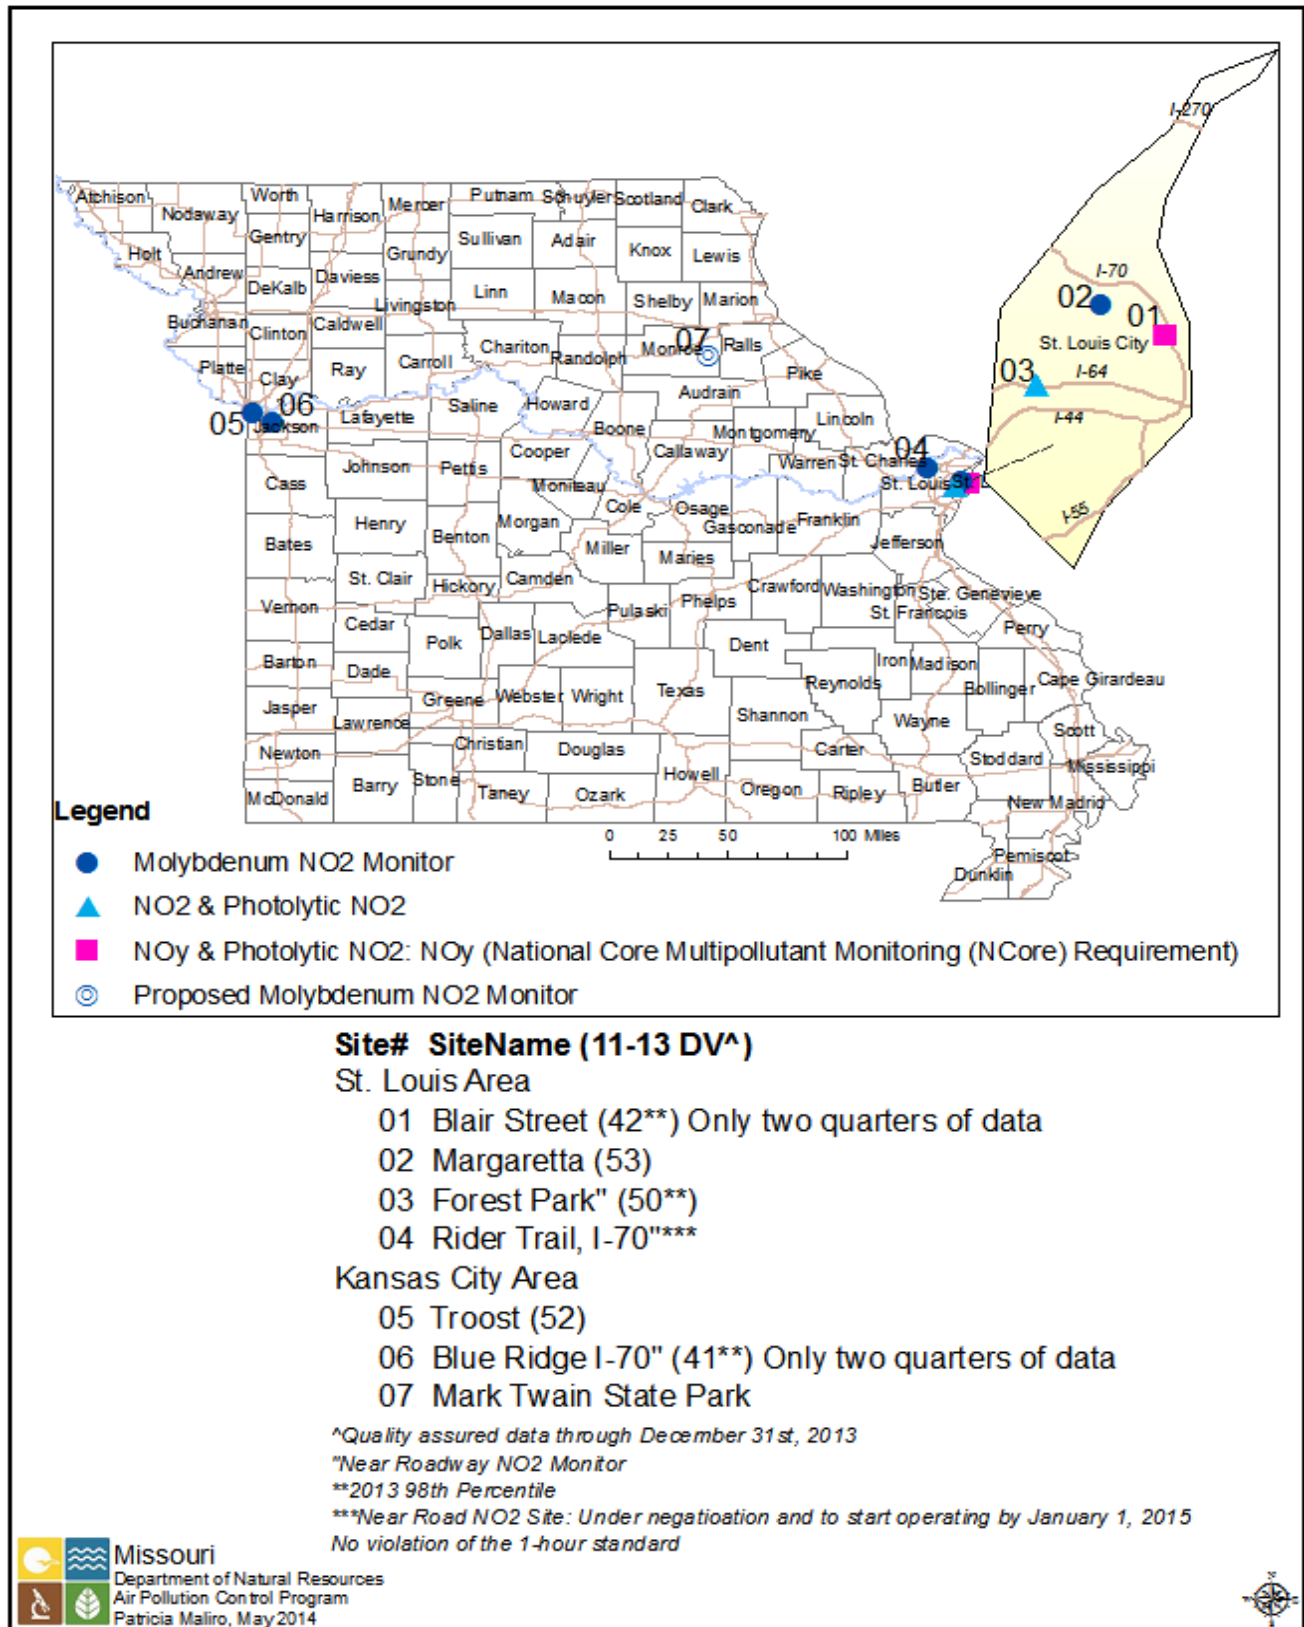 I-270
Atchison
Nodaway
Worth
Harrison
Mercer
Putnam
Schuyler
Scotland
Clark
Gentry
Sullivan
Adair
Knox
Lewis
Holt
Andrew
DeKalb
Daviess
Grundy
Linn
Macon
Shelby
Marion
Livingston
Buchanan
Clinton
Caldwell
Chariton
Randolph
07
Monroe
Ralls
Platte
Clay
Ray
Carroll
Pike
Audrain
05
06
Jackson
Lafayette
Saline
Howard
Boone
Montgomery
Lincoln
Callaway
Cooper
Warren
St. Charles
04
St. Louis
St. L
Cass
Johnson
Pettis
Moniteau
Cole
Osage
Gasconade
Franklin
Jefferson
Bates
Henry
Benton
Morgan
Miller
Maries
St. Clair
Hickory
Camden
Crawford
Washington
Ste. Genevieve
St. Francois
Vernon
Cedar
Polk
Dallas
Laclede
Pulaski
Phelps
Dent
Perry
Iron
Madison
Barton
Dade
Greene
Webster
Wright
Texas
Reynolds
Bollinger
Cape Girardeau
Jasper
Lawrence
Shannon
Wayne
Scott
Newton
Christian
Douglas
Carter
Stoddard
Mississippi
McDonald
Barry
Stone
Taney
Ozark
Howell
Oregon
Ripley
Butler
New Madrid
Pemiscot
Dunklin
I-70
02
01
St. Louis City
03
I-64
I-44
I-55
0 25 50 100 Miles
Legend
Molybdenum NO2 Monitor
NO2 & Photolytic NO2
NOy & Photolytic NO2: NOy (National Core Multipollutant Monitoring (NCore) Requirement)
Proposed Molybdenum NO2 Monitor
Site# SiteName (11-13 DV^)
St. Louis Area
01 Blair Street (42**) Only two quarters of data
02 Margaretta (53)
03 Forest Park" (50**)
04 Rider Trail, I-70"***
Kansas City Area
05 Troost (52)
06 Blue Ridge I-70" (41**) Only two quarters of data
07 Mark Twain State Park
^Quality assured data through December 31st, 2013
"Near Roadway NO2 Monitor
**2013 98th Percentile
***Near Road NO2 Site: Under negatioation and to start operating by January 1, 2015
No violation of the 1-hour standard
Missouri
Department of Natural Resources
Air Pollution Control Program
Patricia Maliro, May 2014